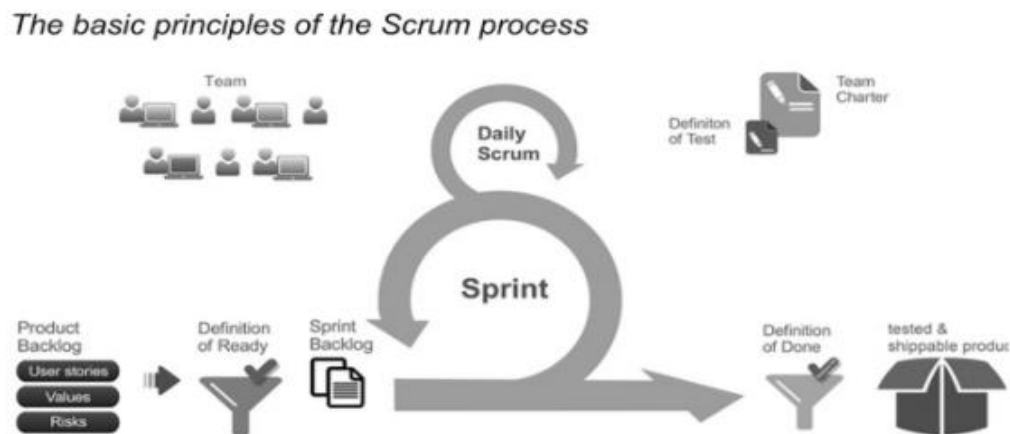 The basic principles of the Scrum process
Team
Team
Charter
Definiton
of Test
Daily
Scrum
Sprint
Product
Backlog
User stories
Values
Risks
Definition
of Ready
Sprint
Backlog
Definition
of Done
tested &
shippable produc